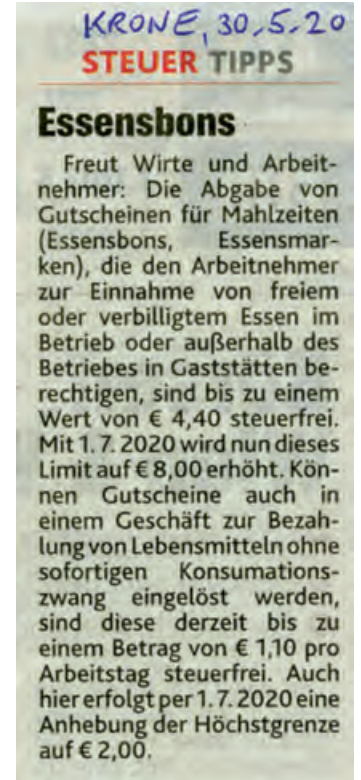 KRONE, 30.5.20
STEUER TIPPS
Essensbons
Freut Wirte und Arbeit-
nehmer: Die Abgabe von
Gutscheinen für Mahlzeiten
(Essensbons, Essensmar-
ken), die den Arbeitnehmer
zur Einnahme von freiem
oder verbilligtem Essen im
Betrieb oder außerhalb des
Betriebes in Gaststätten be-
rechtigen, sind bis zu einem
Wert von € 4,40 steuerfrei.
Mit 1. 7. 2020 wird nun dieses
Limit auf € 8,00 erhöht. Kön-
nen Gutscheine auch in
einem Geschäft zur Bezah-
lung von Lebensmitteln ohne
sofortigen Konsumations-
zwang eingelöst werden,
sind diese derzeit bis zu
einem Betrag von € 1,10 pro
Arbeitstag steuerfrei. Auch
hier erfolgt per 1. 7. 2020 eine
Anhebung der Höchstgrenze
auf € 2,00.